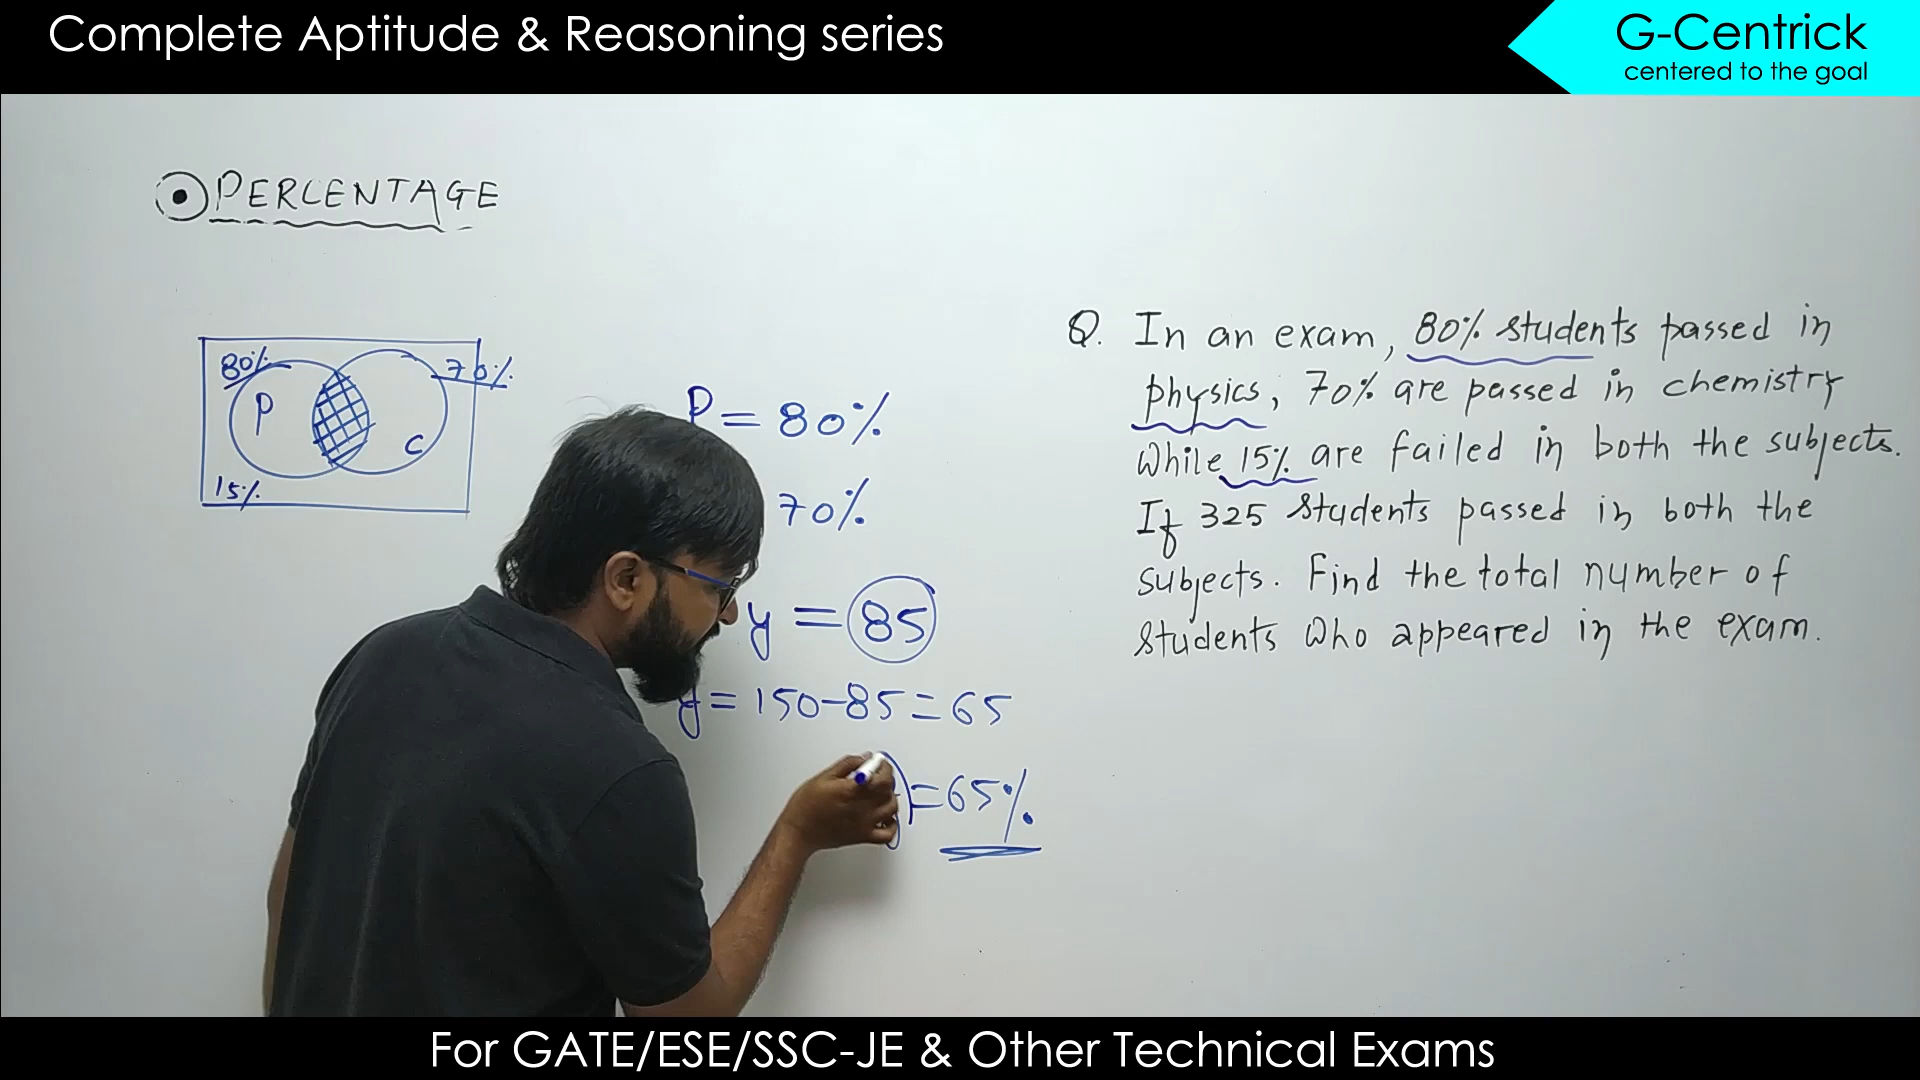 Complete Aptitude & Reasoning series
G-Centrick
centered to the goal
PERCENTAGE
80%
70%
P
C
15%
P = 80%
70%
y = 85
y = 150-85 = 65
= 65%
Q. In an exam, 80% students passed in
physics, 70% are passed in chemistry
While 15% are failed in both the subjects.
If 325 students passed in both the
subjects. Find the total number of
students who appeared in the exam.
For GATE/ESE/SSC-JE & Other Technical Exams